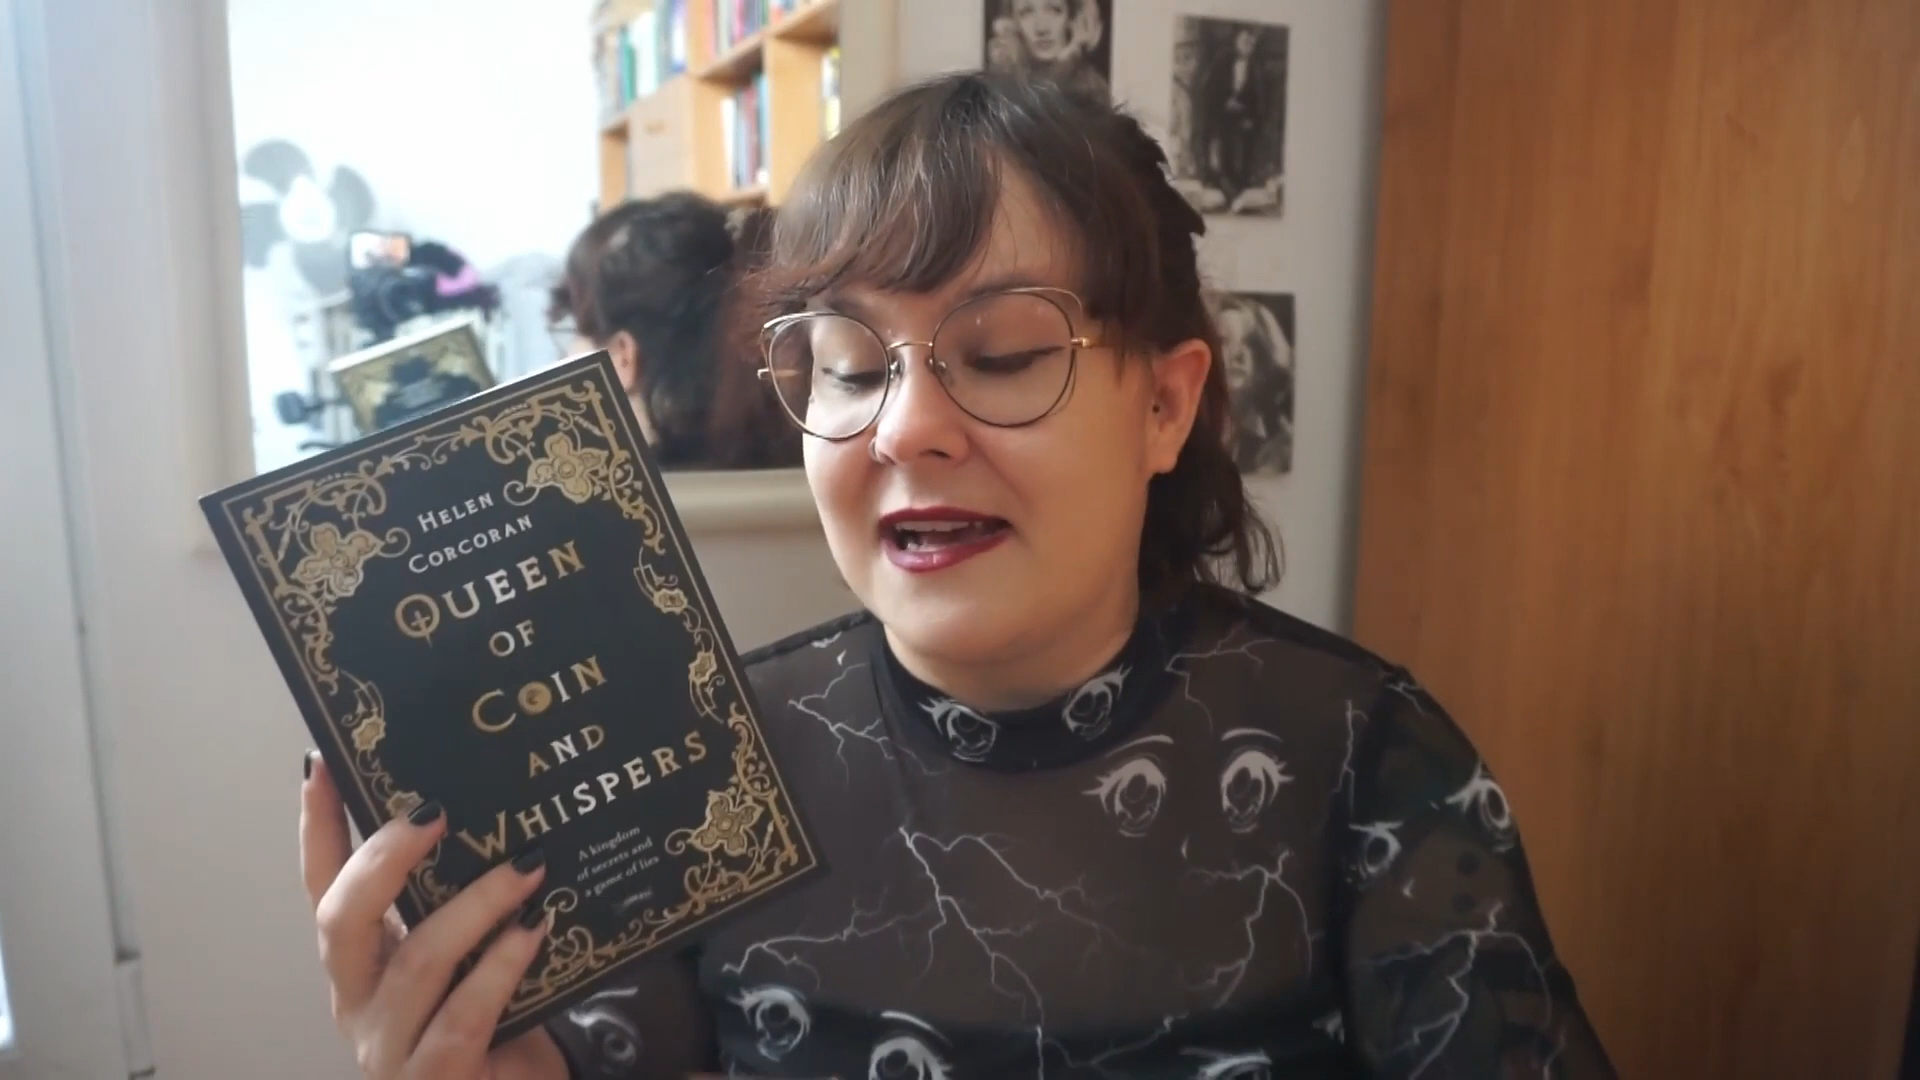 HELEN
CORCORAN
QUEEN
OF
COIN
AND
WHISPERS
A kingdom
of secrets and
a game of lies